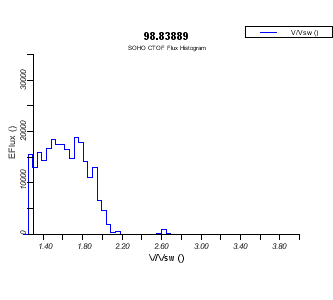 98.83889
SOHO CTOF Flux Histogram
V/Vsw ()
EFlux ()
30000
20000
10000
0
1.40 1.80 2.20 2.60 3.00 3.40 3.80
V/Vsw ()